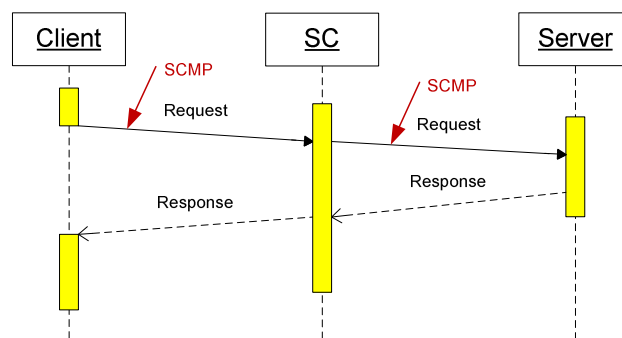 Client
SC
Server
SCMP
SCMP
Request
Request
Response
Response